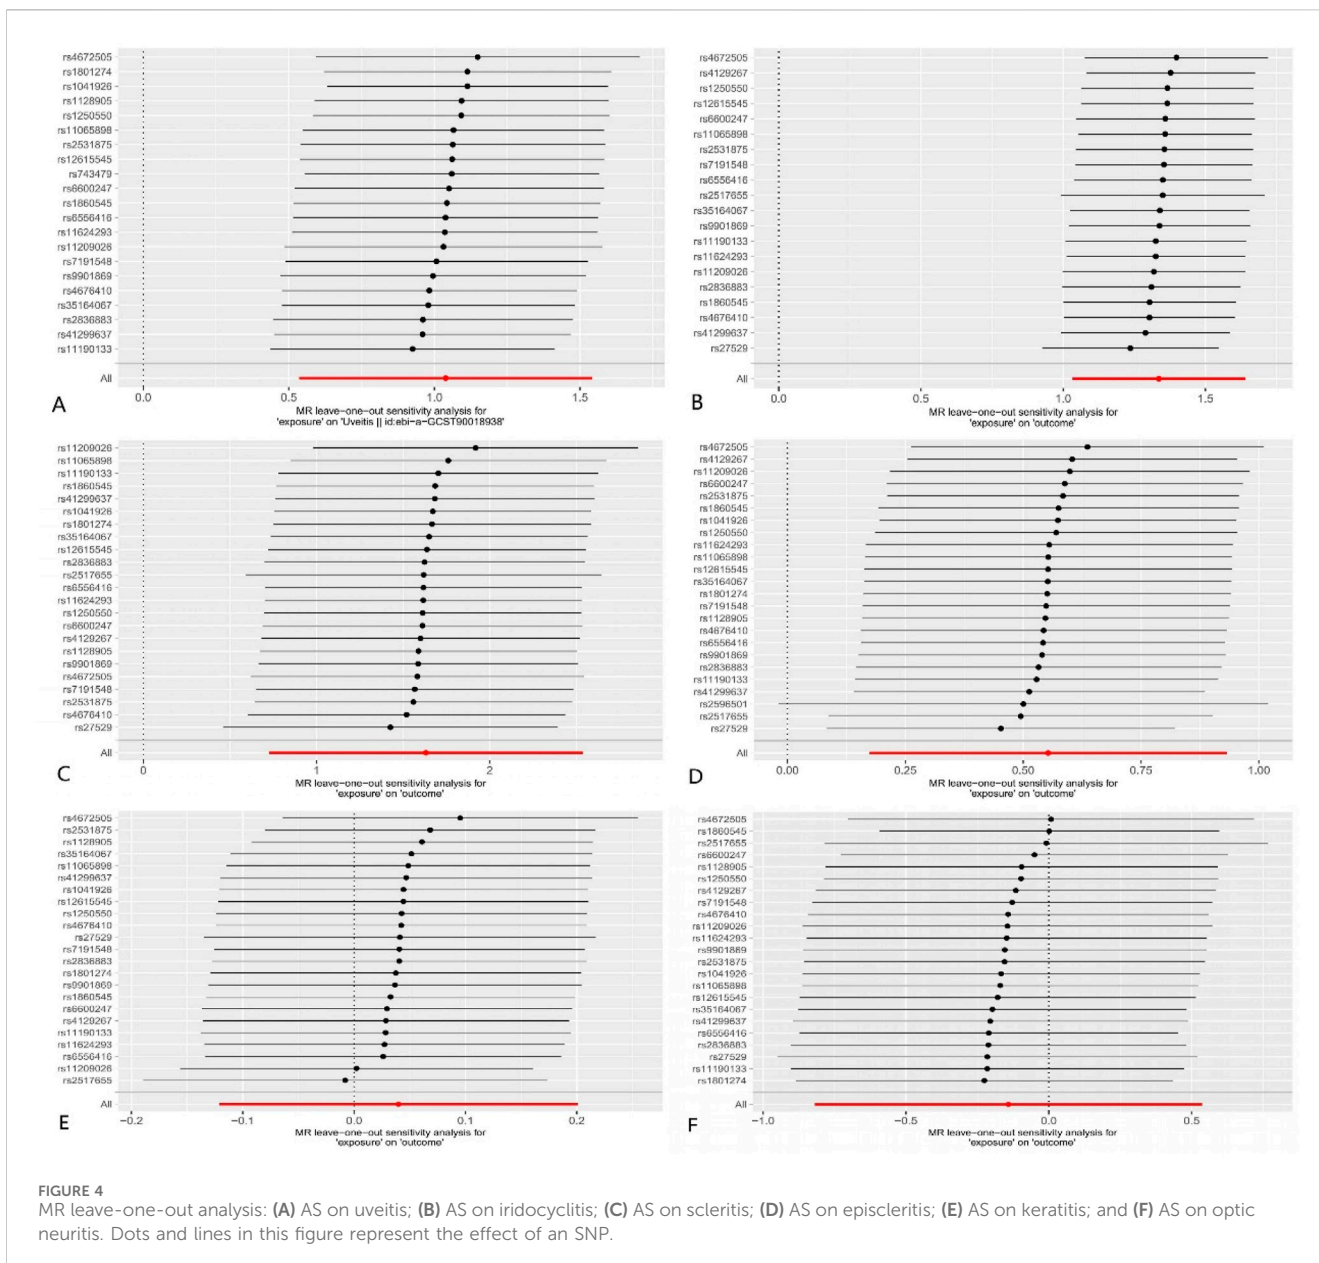 rs4672505
rs1801274
rs1041926
rs1128905
rs1250550
rs11065898
rs2531875
rs12615545
rs743479
rs6600247
rs1860545
rs6556416
rs11624293
rs11209026
rs7191548
rs9901869
rs4676410
rs35164067
rs2836883
rs41299637
rs11190133
All
0.0 0.5 1.0 1.5
A
MR leave-one-out sensitivity analysis for
'exposure' on 'Uveitis || id:ebi-a-GCST90018938'
rs4672505
rs4129267
rs1250550
rs12615545
rs6600247
rs11065898
rs2531875
rs7191548
rs6556416
rs2517655
rs35164067
rs9901869
rs11190133
rs11624293
rs11209026
rs2836883
rs1860545
rs4676410
rs41299637
rs27529
All
0.0 0.5 1.0 1.5
B
MR leave-one-out sensitivity analysis for
'exposure' on 'outcome'
rs11209026
rs11065898
rs11190133
rs1860545
rs41299637
rs1041926
rs1801274
rs35164067
rs12615545
rs2836883
rs2517655
rs6556416
rs11624293
rs1250550
rs6600247
rs4129267
rs1128905
rs9901869
rs4672505
rs7191548
rs2531875
rs4676410
rs27529
All
0 1 2
C
MR leave-one-out sensitivity analysis for
'exposure' on 'outcome'
rs4672505
rs4129267
rs11209026
rs6600247
rs2531875
rs1860545
rs1041926
rs1250550
rs11624293
rs11065898
rs12615545
rs35164067
rs1801274
rs7191548
rs1128905
rs4676410
rs6556416
rs9901869
rs2836883
rs11190133
rs41299637
rs2596501
rs2517655
rs27529
All
0.00 0.25 0.50 0.75 1.00
D
MR leave-one-out sensitivity analysis for
'exposure' on 'outcome'
rs4672505
rs2531875
rs1128905
rs35164067
rs11065898
rs41299637
rs1041926
rs12615545
rs1250550
rs4676410
rs27529
rs7191548
rs2836883
rs1801274
rs9901869
rs1860545
rs6600247
rs4129267
rs11190133
rs11624293
rs6556416
rs11209026
rs2517655
All
−0.2 −0.1 0.0 0.1 0.2
E
MR leave-one-out sensitivity analysis for
'exposure' on 'outcome'
rs4672505
rs1860545
rs2517655
rs6600247
rs1128905
rs1250550
rs4129267
rs7191548
rs4676410
rs11209026
rs11624293
rs9901869
rs2531875
rs1041926
rs11065898
rs12615545
rs35164067
rs41299637
rs6556416
rs2836883
rs27529
rs11190133
rs1801274
All
−1.0 −0.5 0.0 0.5
F
MR leave-one-out sensitivity analysis for
'exposure' on 'outcome'
FIGURE 4
MR leave-one-out analysis: (A) AS on uveitis; (B) AS on iridocyclitis; (C) AS on scleritis; (D) AS on episcleritis; (E) AS on keratitis; and (F) AS on optic
neuritis. Dots and lines in this figure represent the effect of an SNP.